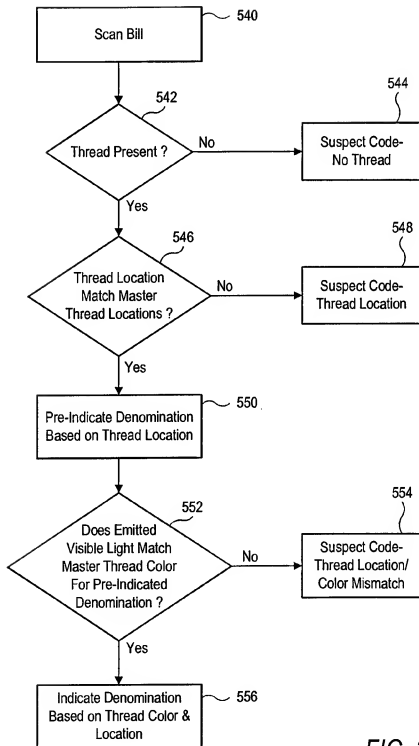 Scan Bill
540
542
Thread Present ?
No
544
Suspect Code-
No Thread
Yes
546
Thread Location
Match Master
Thread Locations ?
No
548
Suspect Code-
Thread Location
Yes
Pre-Indicate Denomination
Based on Thread Location
550
552
Does Emitted
Visible Light Match
Master Thread Color
For Pre-Indicated
Denomination ?
No
554
Suspect Code-
Thread Location/
Color Mismatch
Yes
Indicate Denomination
Based on Thread Color &
Location
556
FIG.